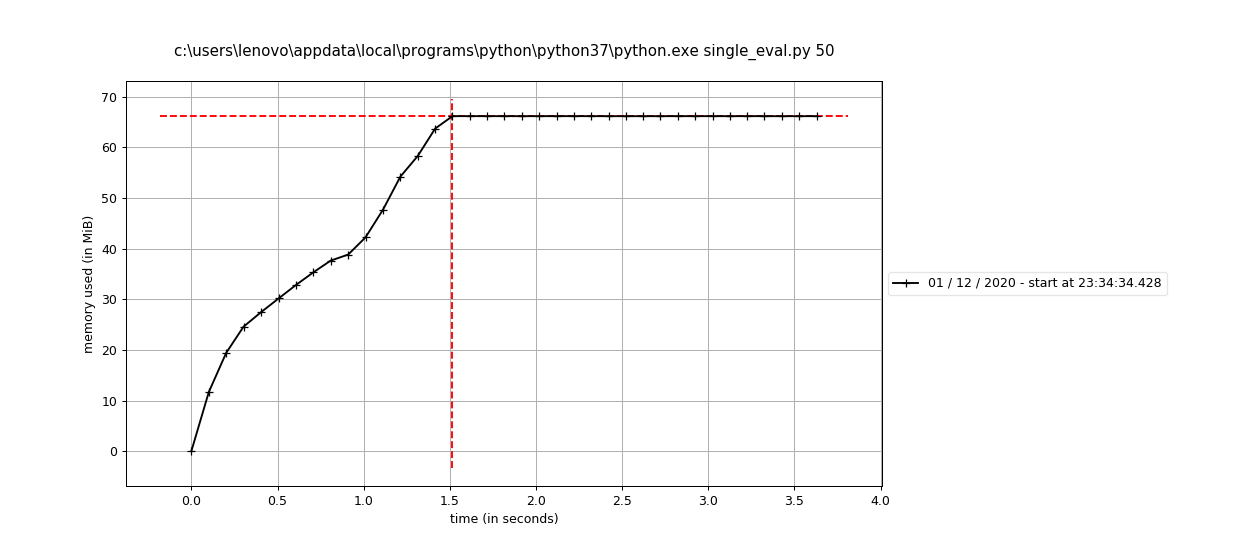 c:\users\lenovo\appdata\local\programs\python\python37\python.exe single_eval.py 50
70
60
50
40
30
20
10
0
memory used (in MiB)
0.0 0.5 1.0 1.5 2.0 2.5 3.0 3.5 4.0
time (in seconds)
01 / 12 / 2020 - start at 23:34:34.428